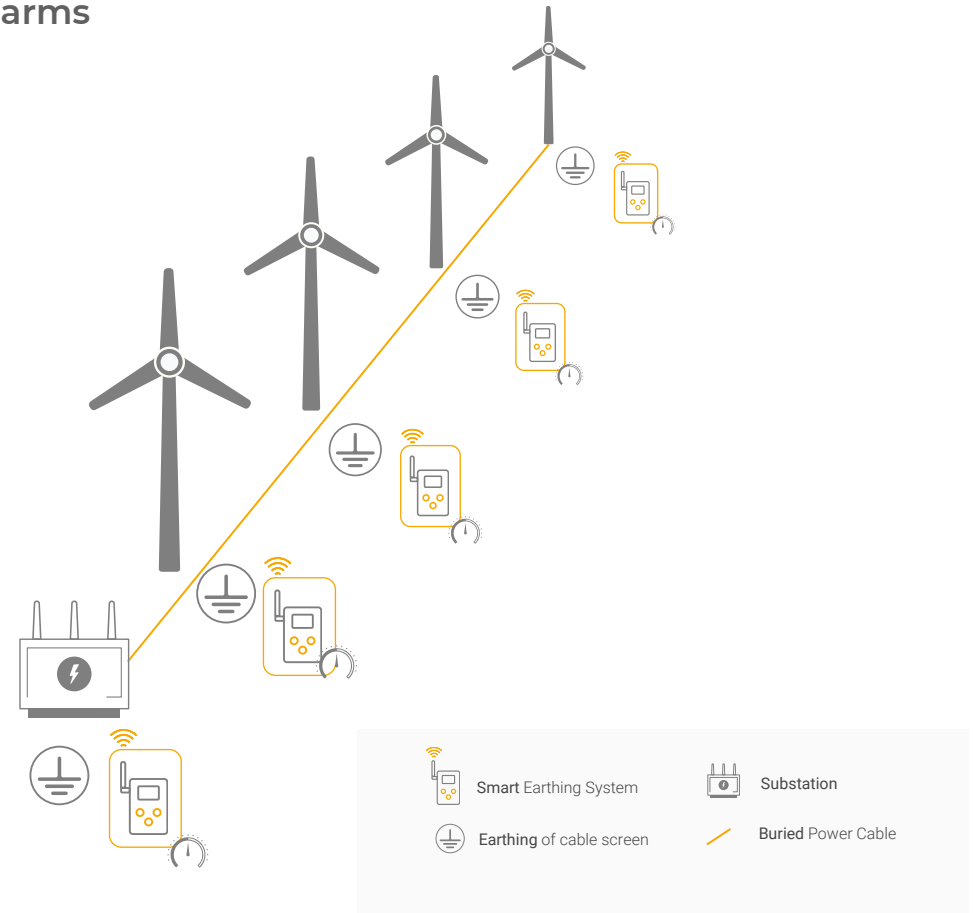 arms
Smart Earthing System
Substation
Earthing of cable screen
Buried Power Cable